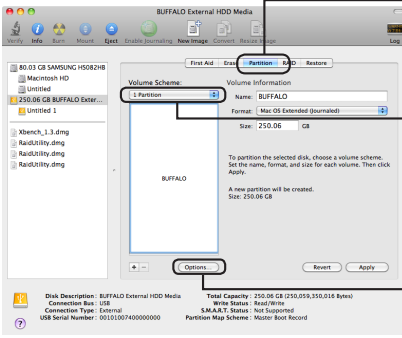 BUFFALO External HDD Media
Verify Info Burn Mount Eject Enable Journaling New Image Convert Resize Image Log
First Aid Erase Partition RAID Restore
80.03 GB SAMSUNG HS082HB
Macintosh HD
Untitled
250.06 GB BUFFALO Exter...
Untitled 1
Xbench_1.3.dmg
RaidUtility.dmg
RaidUtility.dmg
RaidUtility.dmg
Volume Scheme:
1 Partition
BUFFALO
Volume Information
Name: BUFFALO
Format: Mac OS Extended (Journaled)
Size: 250.06 GB
To partition the selected disk, choose a volume scheme.
Set the name, format, and size for each volume. Then click
Apply.
A new partition will be created.
Size: 250.06 GB
+ − Options... Revert Apply
Disk Description : BUFFALO External HDD Media Total Capacity : 250.06 GB (250,059,350,016 Bytes)
Connection Bus : USB Write Status : Read/Write
Connection Type : External S.M.A.R.T. Status : Not Supported
USB Serial Number : 00101007400000000 Partition Map Scheme : Master Boot Record
?